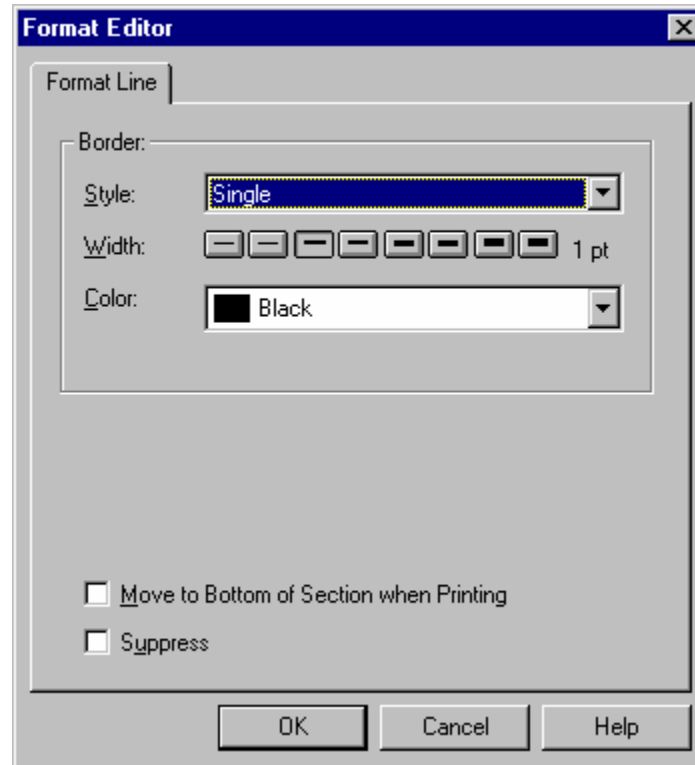 Format Editor
Format Line
Border:
Style: Single
Width: 1 pt
Color: Black
Move to Bottom of Section when Printing
Suppress
OK Cancel Help